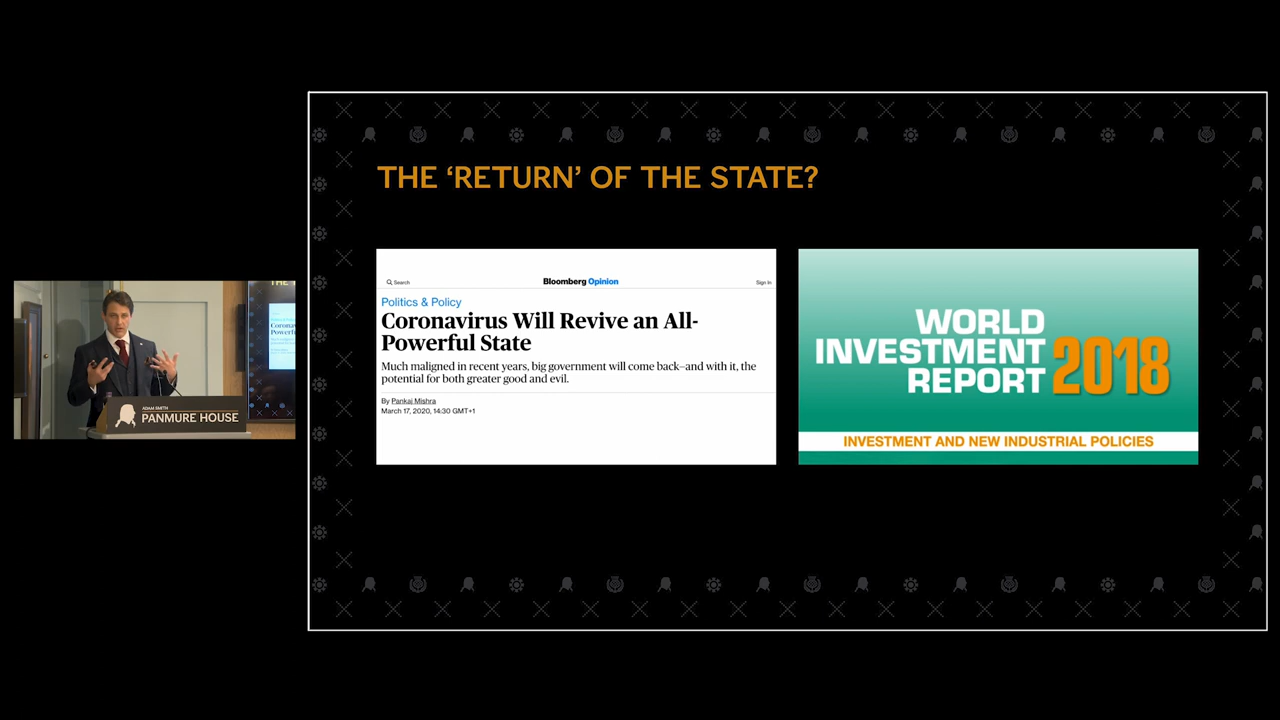 ADAM SMITH
PANMURE HOUSE
THE ‘RETURN’ OF THE STATE?
Search
Bloomberg Opinion
Sign In
Politics & Policy
Coronavirus Will Revive an All-
Powerful State
Much maligned in recent years, big government will come back—and with it, the
potential for both greater good and evil.
By Pankaj Mishra
March 17, 2020, 14:30 GMT+1
WORLD
INVESTMENT
REPORT 2018
INVESTMENT AND NEW INDUSTRIAL POLICIES